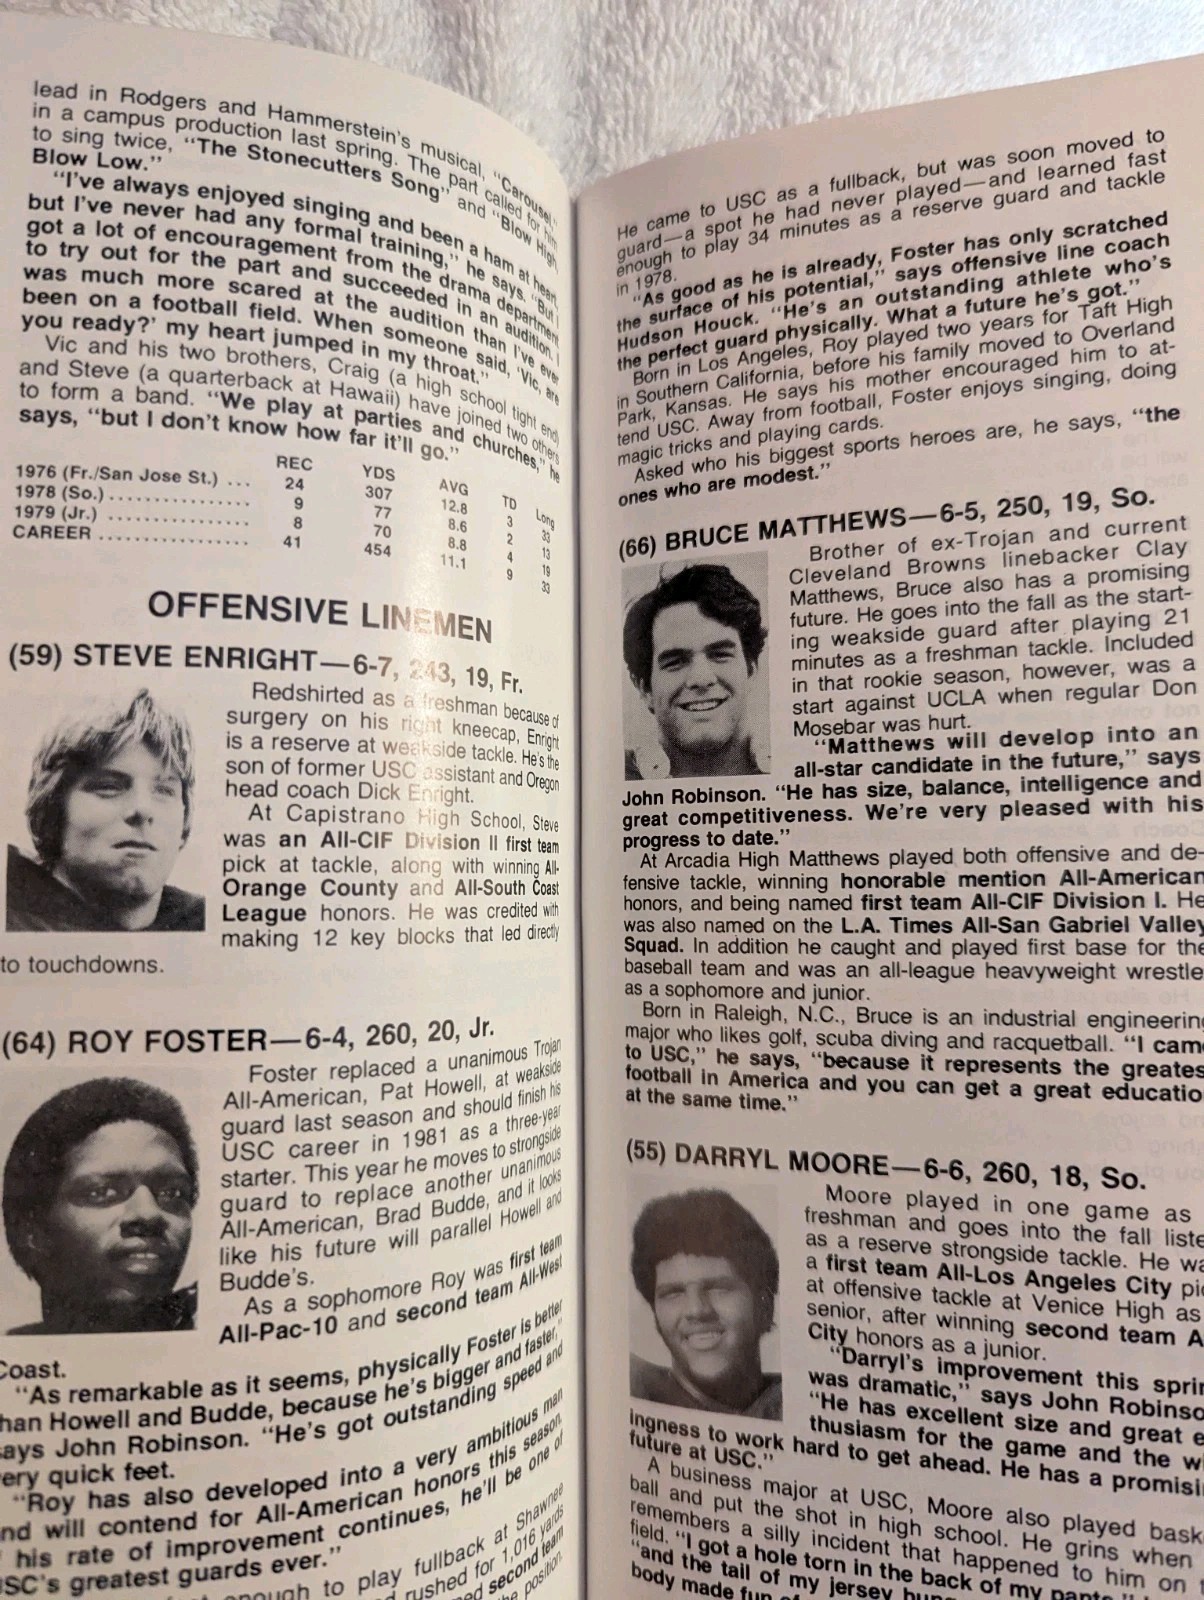 lead in Rodgers and Hammerstein's musical, "Carousel,"
in a campus production last spring. The part called for him
to sing twice, "The Stonecutters Song" and "Blow High
Blow Low."
"I've always enjoyed singing and been a ham at heart,
but I've never had any formal training," he says. "But I
got a lot of encouragement from the drama department
to try out for the part and succeeded in an audition. I
was much more scared at the audition than I've ever
been on a football field. When someone said, 'Vic, are
you ready?' my heart jumped in my throat."
Vic and his two brothers, Craig (a high school tight end)
and Steve (a quarterback at Hawaii) have joined two others
to form a band. "We play at parties and churches," he
says, "but I don't know how far it'll go."
REC YDS AVG TD Long
1976 (Fr./San Jose St.) ... 24 307 12.8 3 33
1978 (So.) ................ 9 77 8.6 2 13
1979 (Jr.) ................ 8 70 8.8 4 19
CAREER ................. 41 454 11.1 9 33
OFFENSIVE LINEMEN
(59) STEVE ENRIGHT—6-7, 243, 19, Fr.
Redshirted as a freshman because of
surgery on his right kneecap, Enright
is a reserve at weakside tackle. He's the
son of former USC assistant and Oregon
head coach Dick Enright.
At Capistrano High School, Steve
was an All-CIF Division II first team
pick at tackle, along with winning All-
Orange County and All-South Coast
League honors. He was credited with
making 12 key blocks that led directly
to touchdowns.
(64) ROY FOSTER—6-4, 260, 20, Jr.
Foster replaced a unanimous Trojan
All-American, Pat Howell, at weakside
guard last season and should finish his
USC career in 1981 as a three-year
starter. This year he moves to strongside
guard to replace another unanimous
All-American, Brad Budde, and it looks
like his future will parallel Howell and
Budde's.
As a sophomore Roy was first team
All-Pac-10 and second team All-West
Coast.
"As remarkable as it seems, physically Foster is better
han Howell and Budde, because he's bigger and faster,"
ays John Robinson. "He's got outstanding speed and
ery quick feet.
"Roy has also developed into a very ambitious man
nd will contend for All-American honors this season.
his rate of improvement continues, he'll be one of
SC's greatest guards ever."
enough to play fullback at Shawnee
rushed for 1,016 yards
second team
the position.
He came to USC as a fullback, but was soon moved to
guard—a spot he had never played—and learned fast
enough to play 34 minutes as a reserve guard and tackle
in 1978.
"As good as he is already, Foster has only scratched
the surface of his potential," says offensive line coach
Hudson Houck. "He's an outstanding athlete who's
the perfect guard physically. What a future he's got."
Born in Los Angeles, Roy played two years for Taft High
in Southern California, before his family moved to Overland
Park, Kansas. He says his mother encouraged him to at-
tend USC. Away from football, Foster enjoys singing, doing
magic tricks and playing cards.
Asked who his biggest sports heroes are, he says, "the
ones who are modest."
(66) BRUCE MATTHEWS—6-5, 250, 19, So.
Brother of ex-Trojan and current
Cleveland Browns linebacker Clay
Matthews, Bruce also has a promising
future. He goes into the fall as the start-
ing weakside guard after playing 21
minutes as a freshman tackle. Included
in that rookie season, however, was a
start against UCLA when regular Don
Mosebar was hurt.
"Matthews will develop into an
all-star candidate in the future," says
John Robinson. "He has size, balance, intelligence and
great competitiveness. We're very pleased with his
progress to date."
At Arcadia High Matthews played both offensive and de-
fensive tackle, winning honorable mention All-American
honors, and being named first team All-CIF Division I. He
was also named on the L.A. Times All-San Gabriel Valley
Squad. In addition he caught and played first base for the
baseball team and was an all-league heavyweight wrestle
as a sophomore and junior.
Born in Raleigh, N.C., Bruce is an industrial engineerin
major who likes golf, scuba diving and racquetball. "I cam
to USC," he says, "because it represents the greates
football in America and you can get a great educatio
at the same time."
(55) DARRYL MOORE—6-6, 260, 18, So.
Moore played in one game as
freshman and goes into the fall liste
as a reserve strongside tackle. He wa
a first team All-Los Angeles City pic
at offensive tackle at Venice High as
senior, after winning second team A
City honors as a junior.
"Darryl's improvement this sprin
was dramatic," says John Robinso
"He has excellent size and great e
thusiasm for the game and the wi
ingness to work hard to get ahead. He has a promisi
future at USC."
A business major at USC, Moore also played bask
ball and put the shot in high school. He grins when
remembers a silly incident that happened to him on t
field. "I got a hole torn in the back of my pants,"
"and the tail of my jersey hung
body made fun of